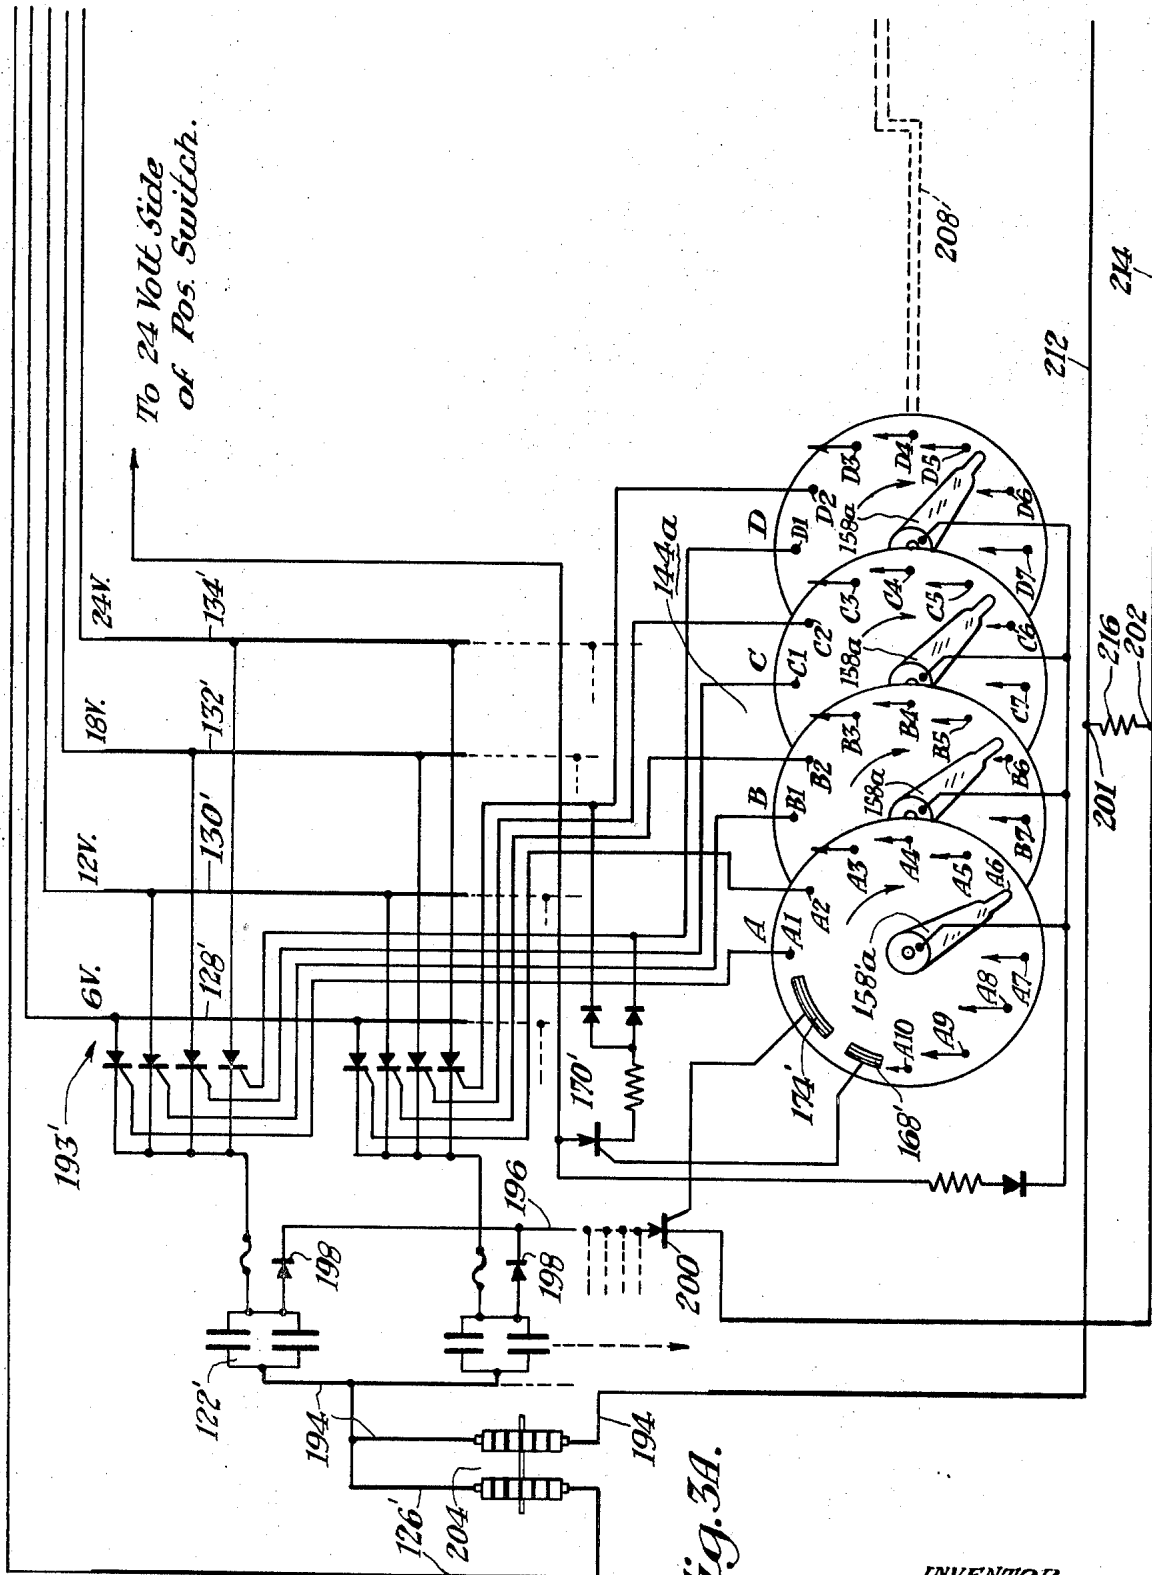 To 24 Volt Side
of Pos. Switch.
6V.
12V.
18V.
24V.
193'
128'
130'
132'
134'
122'
198
196
198
194
126'
204
194
200
170'
174'
168'
144a
A
B
C
D
A1
A2
A3
A4
A5
A6
A7
A8
A9
A10
158'a
B1
B2
B3
B4
B5
B6
B7
158a
C1
C2
C3
C4
C5
C6
C7
158a
D1
D2
D3
D4
D5
D6
D7
158a
208'
212
214
201
216
202
Fig. 3A.
INVENTOR